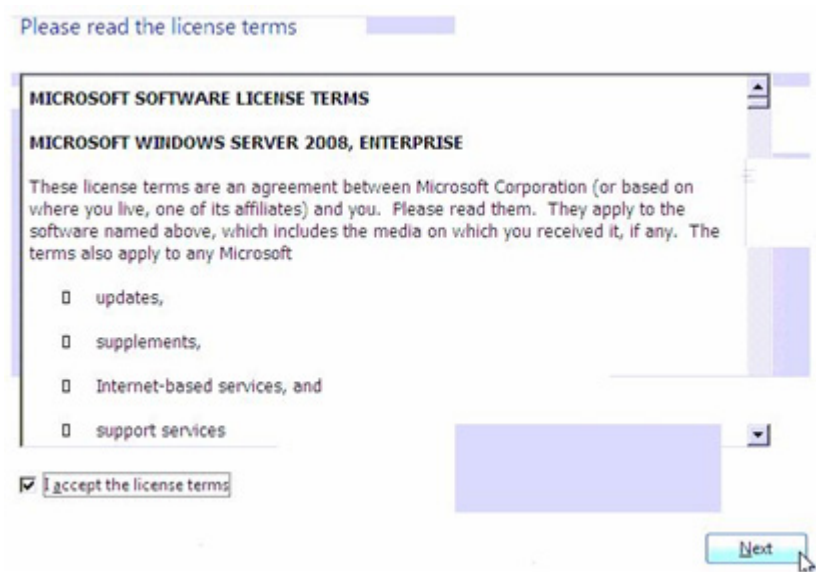 Please read the license terms
MICROSOFT SOFTWARE LICENSE TERMS
MICROSOFT WINDOWS SERVER 2008, ENTERPRISE
These license terms are an agreement between Microsoft Corporation (or based on
where you live, one of its affiliates) and you. Please read them. They apply to the
software named above, which includes the media on which you received it, if any. The
terms also apply to any Microsoft
updates,
supplements,
Internet-based services, and
support services
I accept the license terms
Next